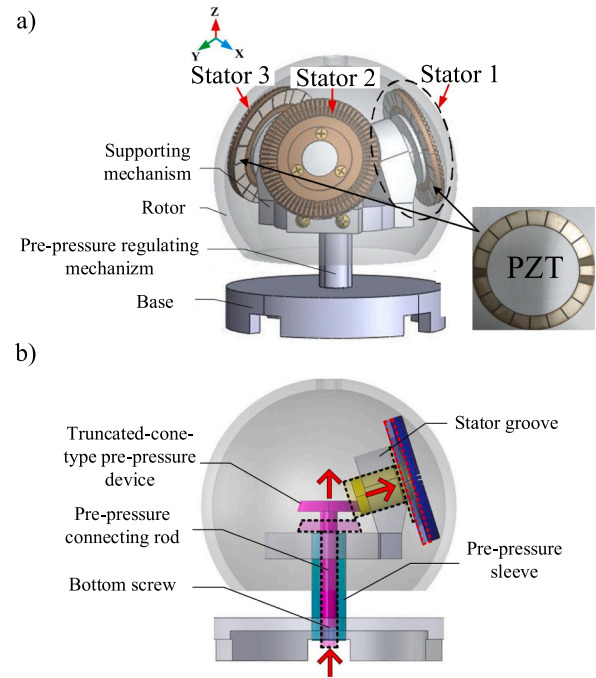 a)
Z
Y
X
Stator 3
Stator 2
Stator 1
Supporting
mechanism
Rotor
Pre-pressure regulating
mechanizm
Base
PZT
b)
Truncated-cone-
type pre-pressure
device
Stator groove
Pre-pressure
connecting rod
Bottom screw
Pre-pressure
sleeve